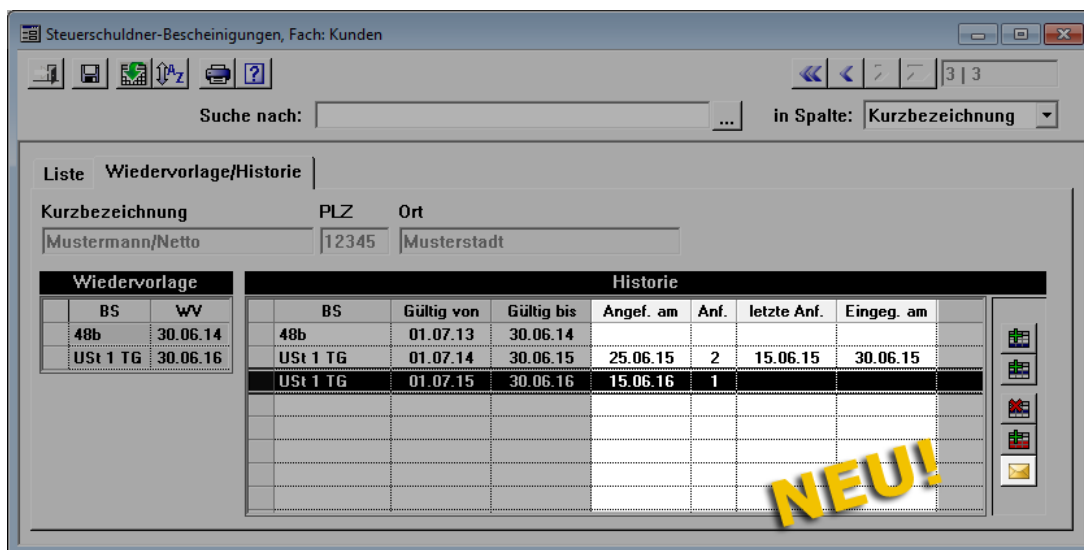 Steuerschuldner-Bescheinigungen, Fach: Kunden
3 | 3
Suche nach: ... in Spalte: Kurzbezeichnung
Liste Wiedervorlage/Historie
Kurzbezeichnung PLZ Ort
Mustermann/Netto 12345 Musterstadt
Wiedervorlage Historie
BS WV BS Gültig von Gültig bis Angef. am Anf. letzte Anf. Eingeg. am
48b 30.06.14 48b 01.07.13 30.06.14
USt 1 TG 30.06.16 USt 1 TG 01.07.14 30.06.15 25.06.15 2 15.06.15 30.06.15
USt 1 TG 01.07.15 30.06.16 15.06.16 1
NEU!